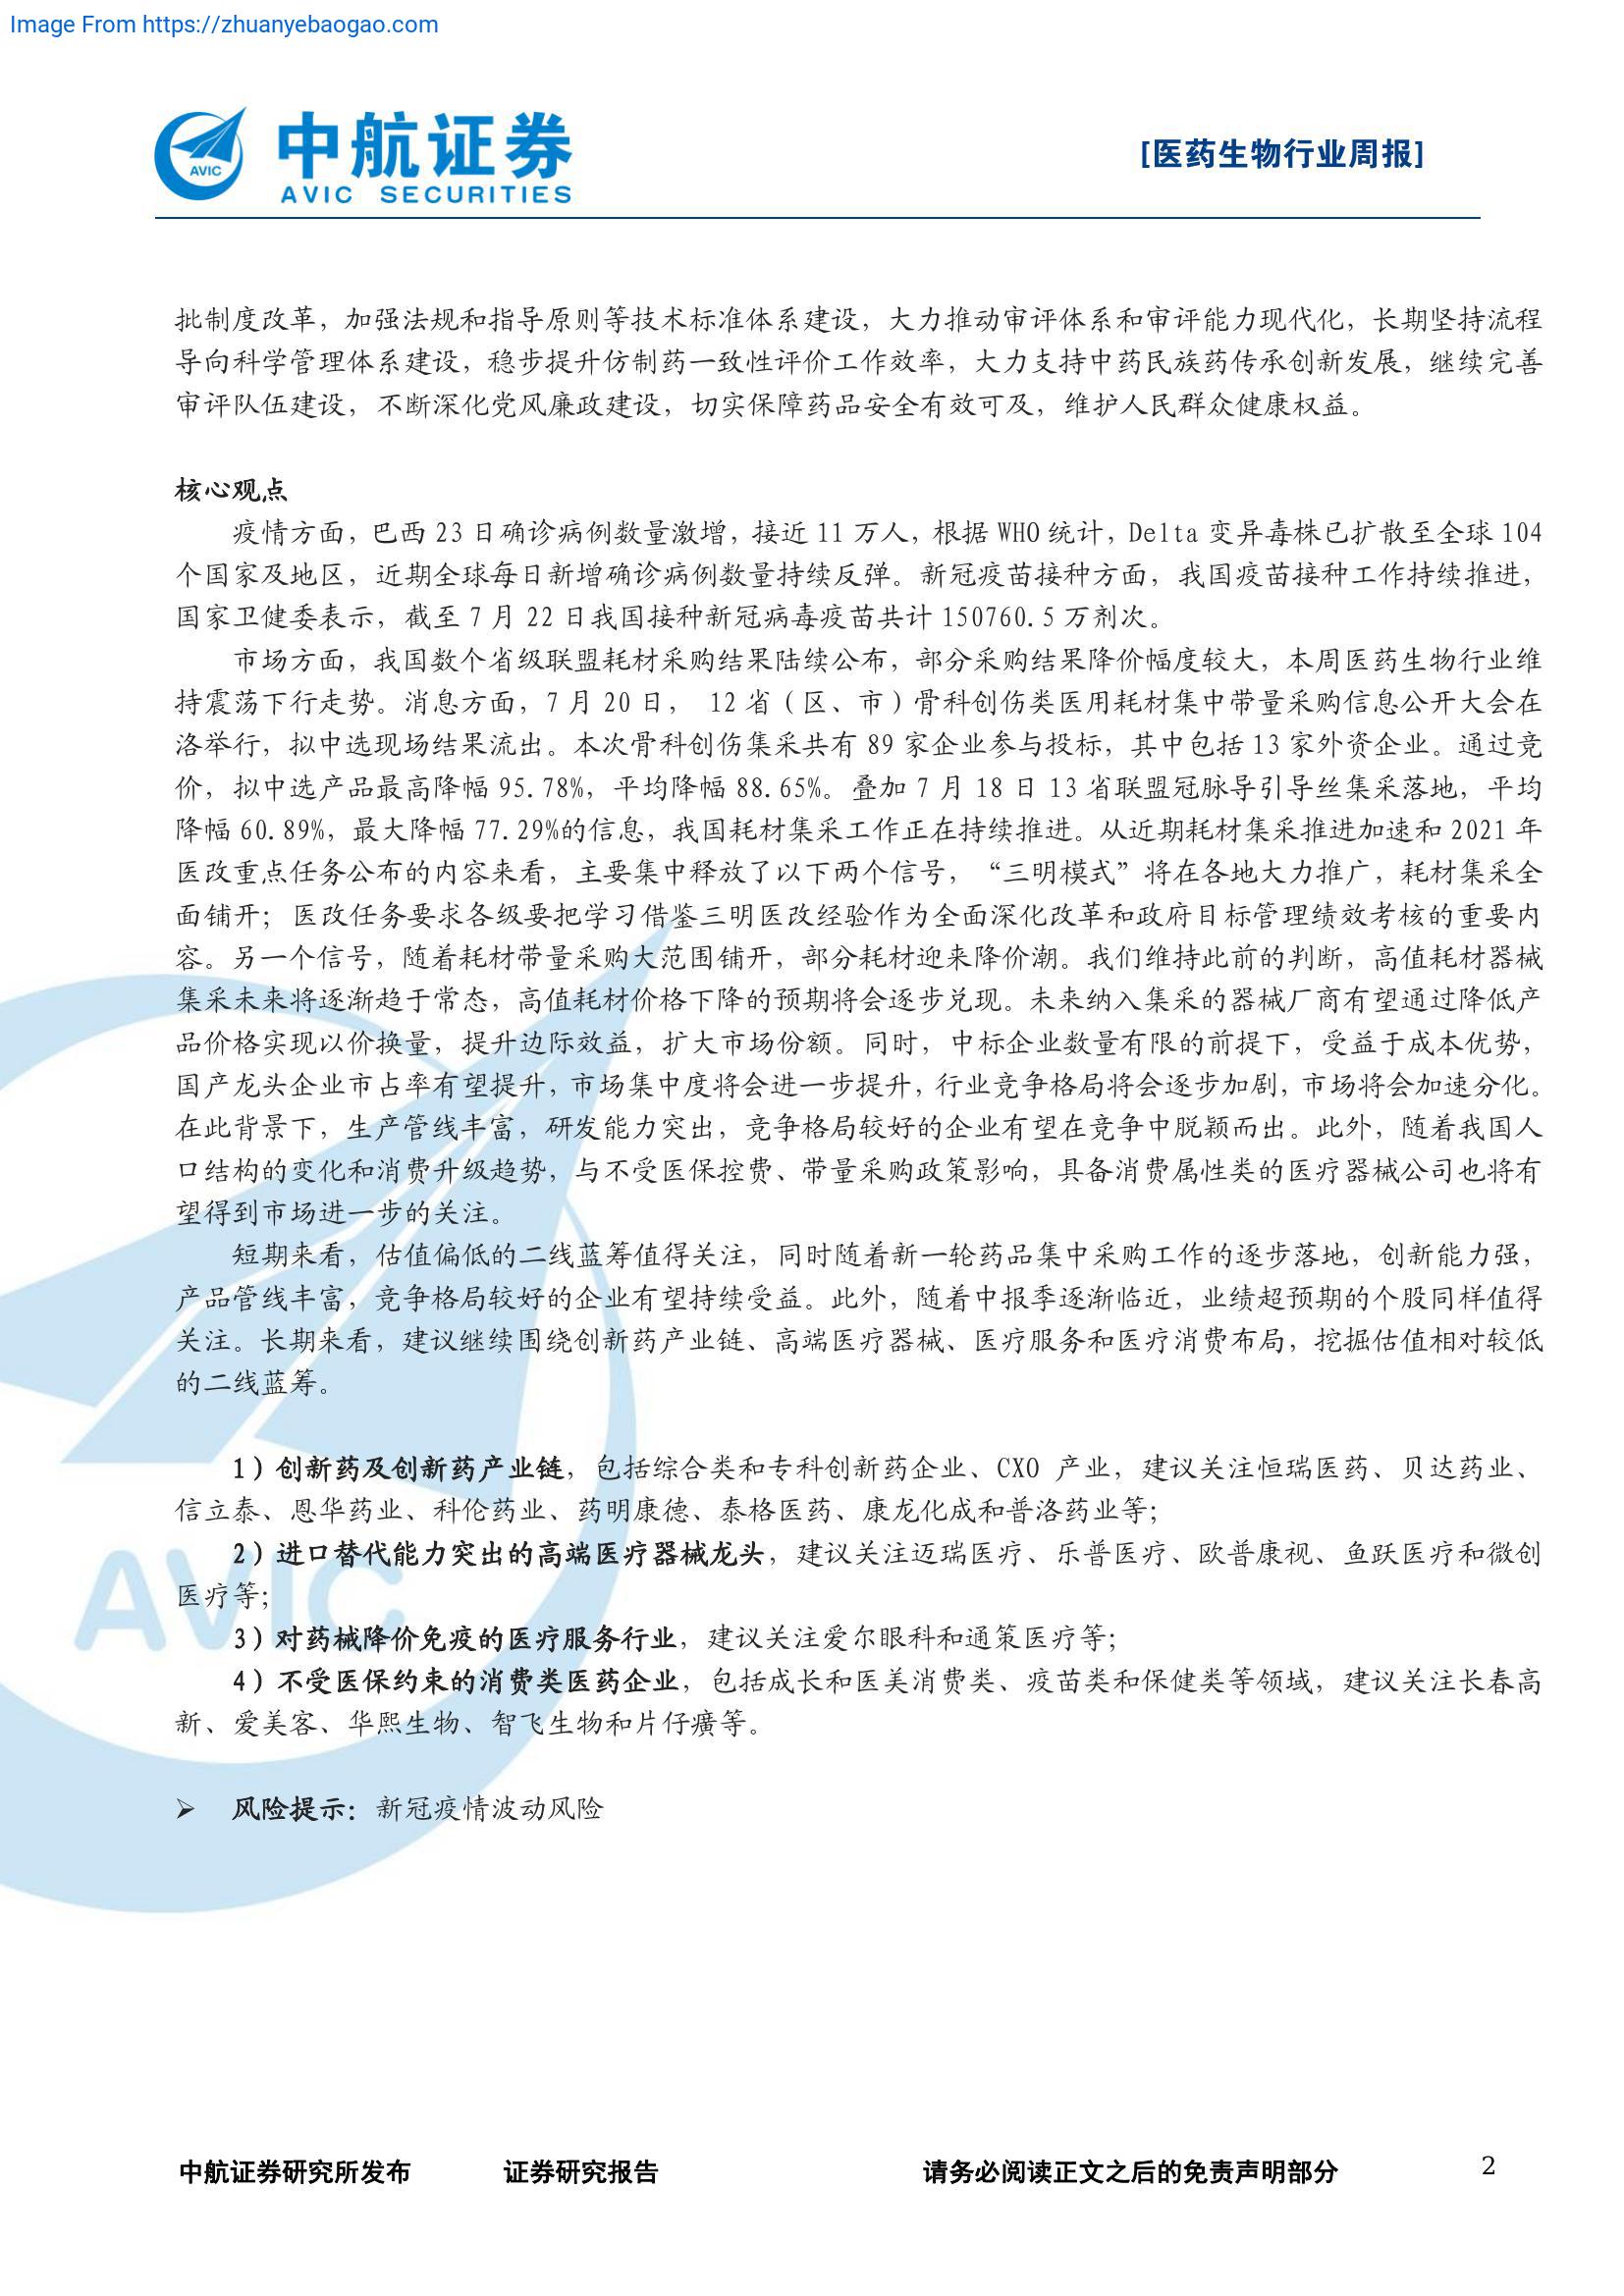 Image From https://zhuanyebaogao.com
AVIC
中航证券
AVIC SECURITIES
[医药生物行业周报]
批制度改革，加强法规和指导原则等技术标准体系建设，大力推动审评体系和审评能力现代化，长期坚持流程
导向科学管理体系建设，稳步提升仿制药一致性评价工作效率，大力支持中药民族药传承创新发展，继续完善
审评队伍建设，不断深化党风廉政建设，切实保障药品安全有效可及，维护人民群众健康权益。
核心观点
疫情方面，巴西 23 日确诊病例数量激增，接近 11 万人，根据 WHO 统计，Delta 变异毒株已扩散至全球 104
个国家及地区，近期全球每日新增确诊病例数量持续反弹。新冠疫苗接种方面，我国疫苗接种工作持续推进，
国家卫健委表示，截至 7 月 22 日我国接种新冠病毒疫苗共计 150760.5 万剂次。
市场方面，我国数个省级联盟耗材采购结果陆续公布，部分采购结果降价幅度较大，本周医药生物行业维
持震荡下行走势。消息方面，7 月 20 日， 12 省（区、市）骨科创伤类医用耗材集中带量采购信息公开大会在
洛举行，拟中选现场结果流出。本次骨科创伤集采共有 89 家企业参与投标，其中包括 13 家外资企业。通过竞
价，拟中选产品最高降幅 95.78%，平均降幅 88.65%。叠加 7 月 18 日 13 省联盟冠脉导引导丝集采落地，平均
降幅 60.89%，最大降幅 77.29%的信息，我国耗材集采工作正在持续推进。从近期耗材集采推进加速和 2021 年
医改重点任务公布的内容来看，主要集中释放了以下两个信号，“三明模式”将在各地大力推广，耗材集采全
面铺开；医改任务要求各级要把学习借鉴三明医改经验作为全面深化改革和政府目标管理绩效考核的重要内
容。另一个信号，随着耗材带量采购大范围铺开，部分耗材迎来降价潮。我们维持此前的判断，高值耗材器械
集采未来将逐渐趋于常态，高值耗材价格下降的预期将会逐步兑现。未来纳入集采的器械厂商有望通过降低产
品价格实现以价换量，提升边际效益，扩大市场份额。同时，中标企业数量有限的前提下，受益于成本优势，
国产龙头企业市占率有望提升，市场集中度将会进一步提升，行业竞争格局将会逐步加剧，市场将会加速分化。
在此背景下，生产管线丰富，研发能力突出，竞争格局较好的企业有望在竞争中脱颖而出。此外，随着我国人
口结构的变化和消费升级趋势，与不受医保控费、带量采购政策影响，具备消费属性类的医疗器械公司也将有
望得到市场进一步的关注。
短期来看，估值偏低的二线蓝筹值得关注，同时随着新一轮药品集中采购工作的逐步落地，创新能力强，
产品管线丰富，竞争格局较好的企业有望持续受益。此外，随着中报季逐渐临近，业绩超预期的个股同样值得
关注。长期来看，建议继续围绕创新药产业链、高端医疗器械、医疗服务和医疗消费布局，挖掘估值相对较低
的二线蓝筹。
1）创新药及创新药产业链，包括综合类和专科创新药企业、CXO 产业，建议关注恒瑞医药、贝达药业、
信立泰、恩华药业、科伦药业、药明康德、泰格医药、康龙化成和普洛药业等；
2）进口替代能力突出的高端医疗器械龙头，建议关注迈瑞医疗、乐普医疗、欧普康视、鱼跃医疗和微创
医疗等；
3）对药械降价免疫的医疗服务行业，建议关注爱尔眼科和通策医疗等；
4）不受医保约束的消费类医药企业，包括成长和医美消费类、疫苗类和保健类等领域，建议关注长春高
新、爱美客、华熙生物、智飞生物和片仔癀等。
➢ 风险提示：新冠疫情波动风险
AVIC
中航证券研究所发布 证券研究报告 请务必阅读正文之后的免责声明部分 2